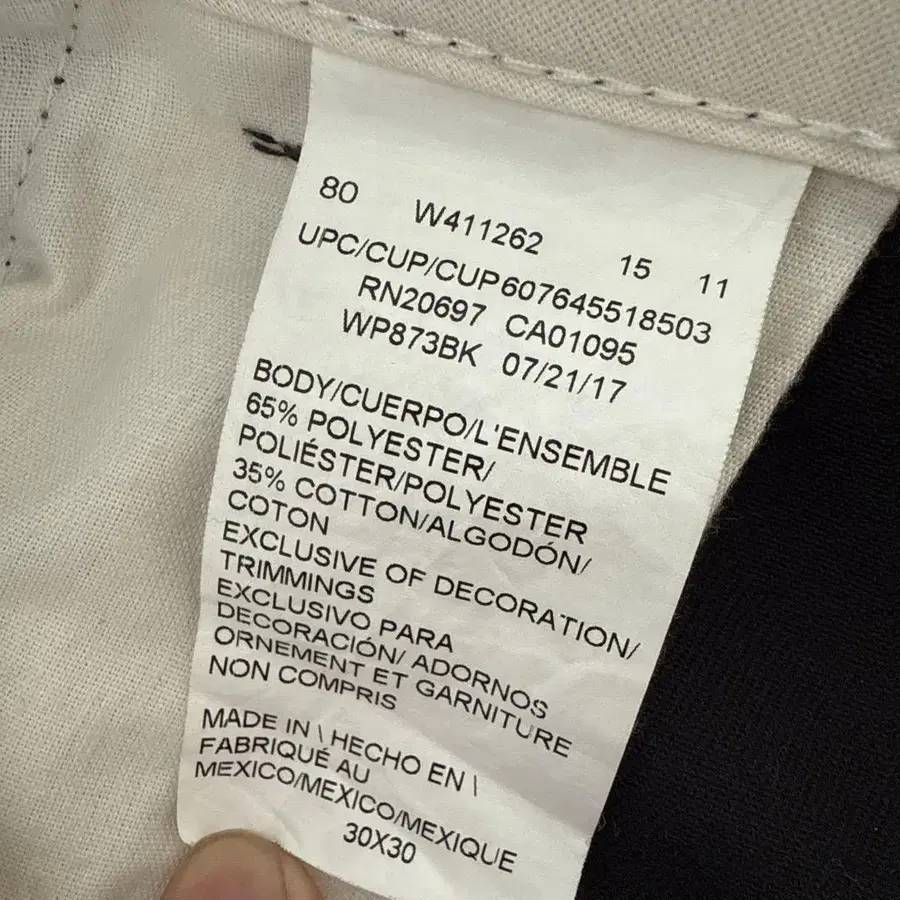 80 W411262 15 11
UPC/CUP/CUP607645518503
RN20697 CA01095
WP873BK 07/21/17
BODY/CUERPO/L'ENSEMBLE
65% POLYESTER/
POLIÉSTER/POLYESTER
35% COTTON/ALGODÓN/
COTON
EXCLUSIVE OF DECORATION/
TRIMMINGS
EXCLUSIVO PARA
DECORACIÓN/ ADORNOS
ORNEMENT ET GARNITURE
NON COMPRIS
MADE IN \ HECHO EN \
FABRIQUÉ AU
MEXICO/MEXICO/MEXIQUE
30X30